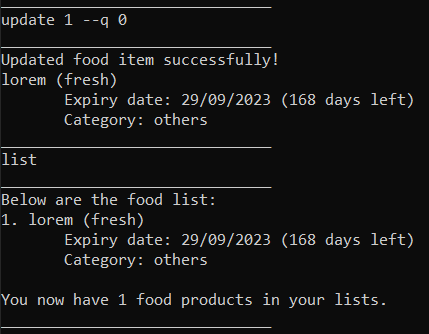 update 1 --q 0
Updated food item successfully!
lorem (fresh)
Expiry date: 29/09/2023 (168 days left)
Category: others
list
Below are the food list:
1. lorem (fresh)
Expiry date: 29/09/2023 (168 days left)
Category: others
You now have 1 food products in your lists.